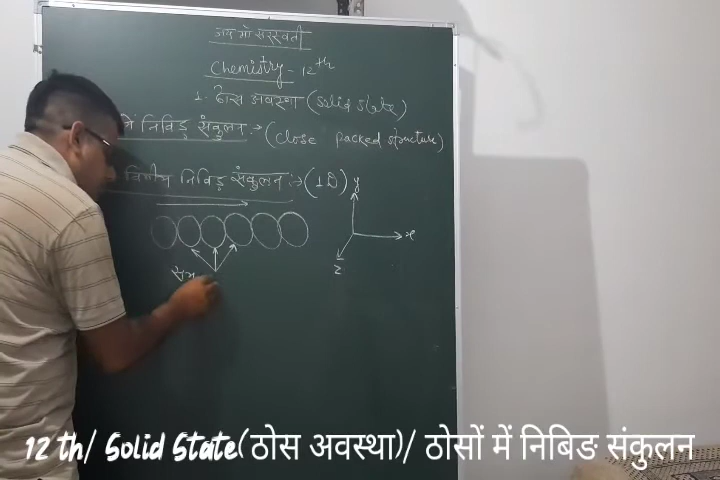 जय माँ सरस्वती
Chemistry - 12th
1. ठोस अवस्था (Solid State)
में निविड़ संकुलन :→ (Close packed structure)
विमीय निविड़ संकुलन :→ (1D)
y
x
z
12 th/ Solid State(ठोस अवस्था)/ ठोसों में निबिङ संकुलन